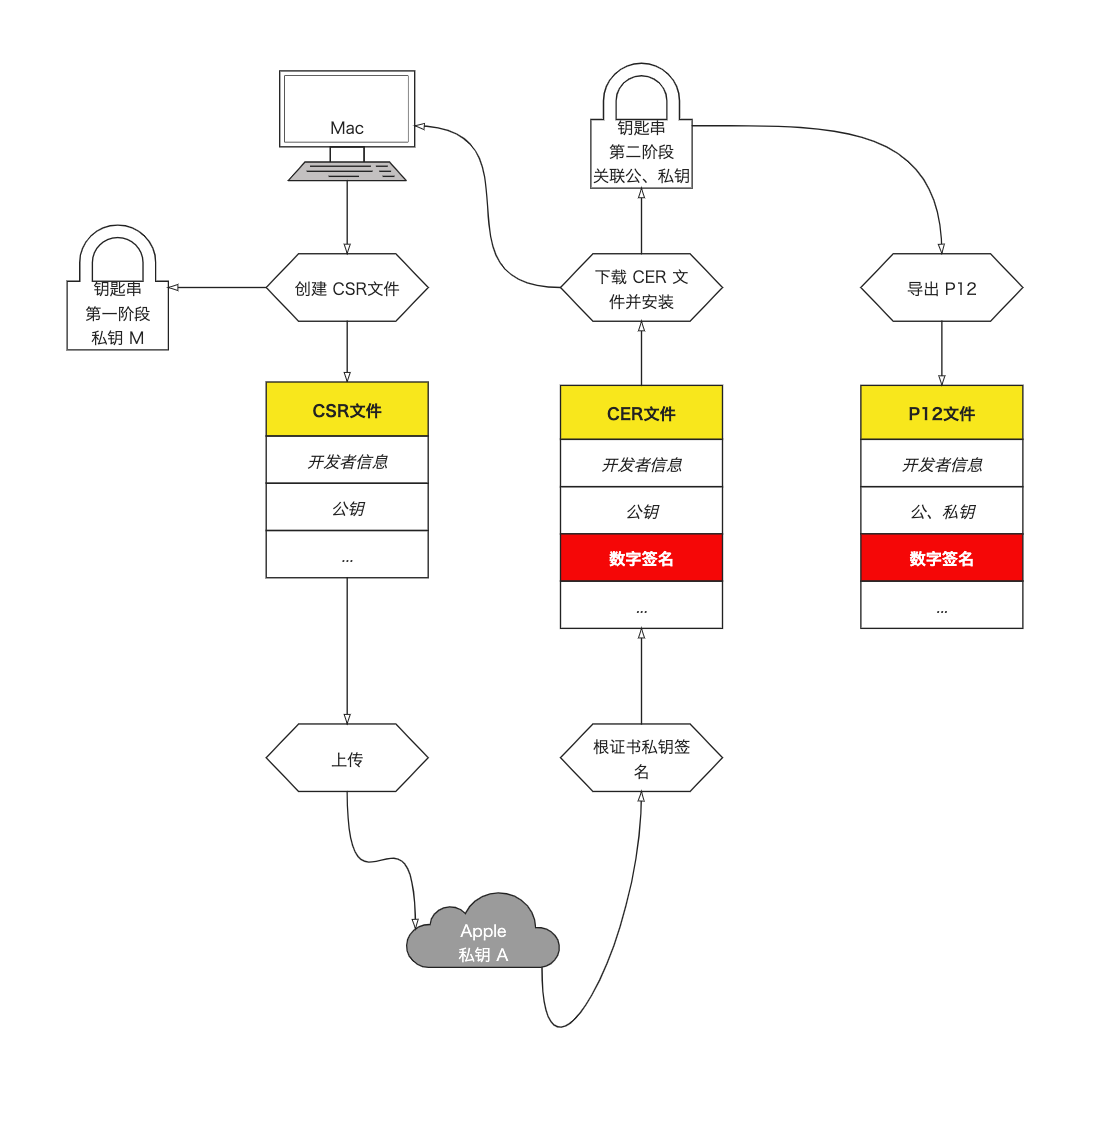 Mac
钥匙串
第一阶段
私钥 M
创建 CSR文件
CSR文件
开发者信息
公钥
...
上传
Apple
私钥 A
根证书私钥签
名
CER文件
开发者信息
公钥
数字签名
...
下载 CER 文
件并安装
钥匙串
第二阶段
关联公、私钥
导出 P12
P12文件
开发者信息
公、私钥
数字签名
...